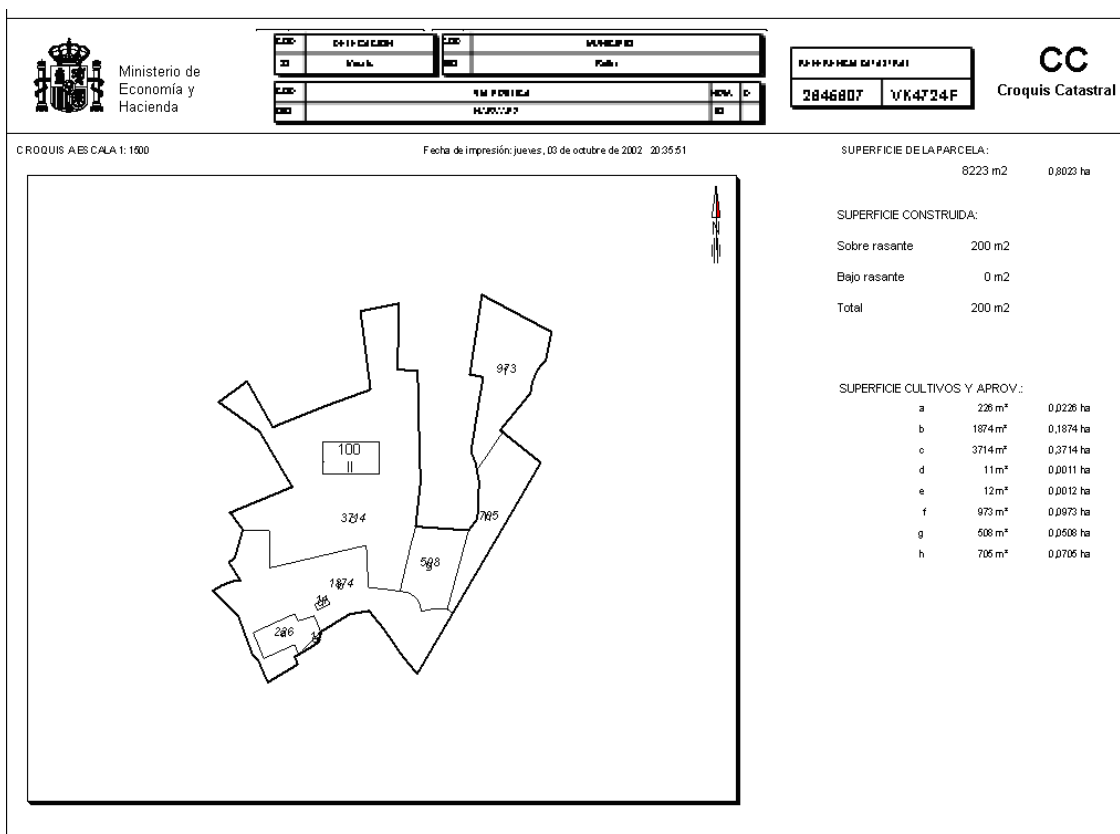 Ministerio de
Economía y
Hacienda
MUNICIPIO
REFERENCIA CATASTRAL
2846807 VK4724F
CC
Croquis Catastral
CROQUIS A ESCALA 1: 1500
Fecha de impresión: jueves, 03 de octubre de 2002 20:35:51
SUPERFICIE DE LA PARCELA:
8223 m2 0,8023 ha
SUPERFICIE CONSTRUIDA:
Sobre rasante 200 m2
Bajo rasante 0 m2
Total 200 m2
SUPERFICIE CULTIVOS Y APROV.:
a 226 m² 0,0226 ha
b 1874 m² 0,1874 ha
c 3714 m² 0,3714 ha
d 11 m² 0,0011 ha
e 12 m² 0,0012 ha
f 973 m² 0,0973 ha
g 508 m² 0,0508 ha
h 705 m² 0,0705 ha
N
973
100
II
3714
705
508
1874